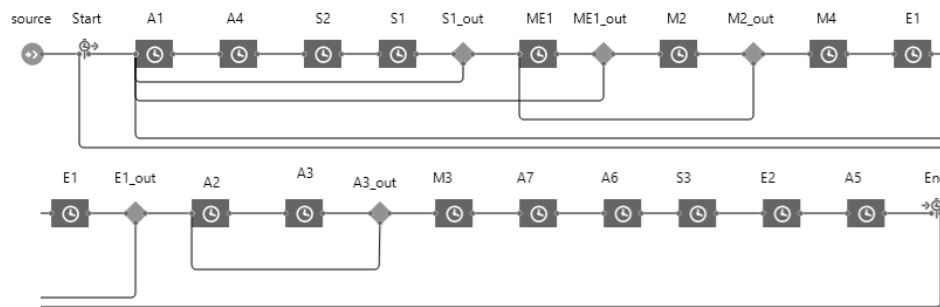 source Start A1 A4 S2 S1 S1_out ME1 ME1_out M2 M2_out M4 E1
E1 E1_out A2 A3 A3_out M3 A7 A6 S3 E2 A5 En